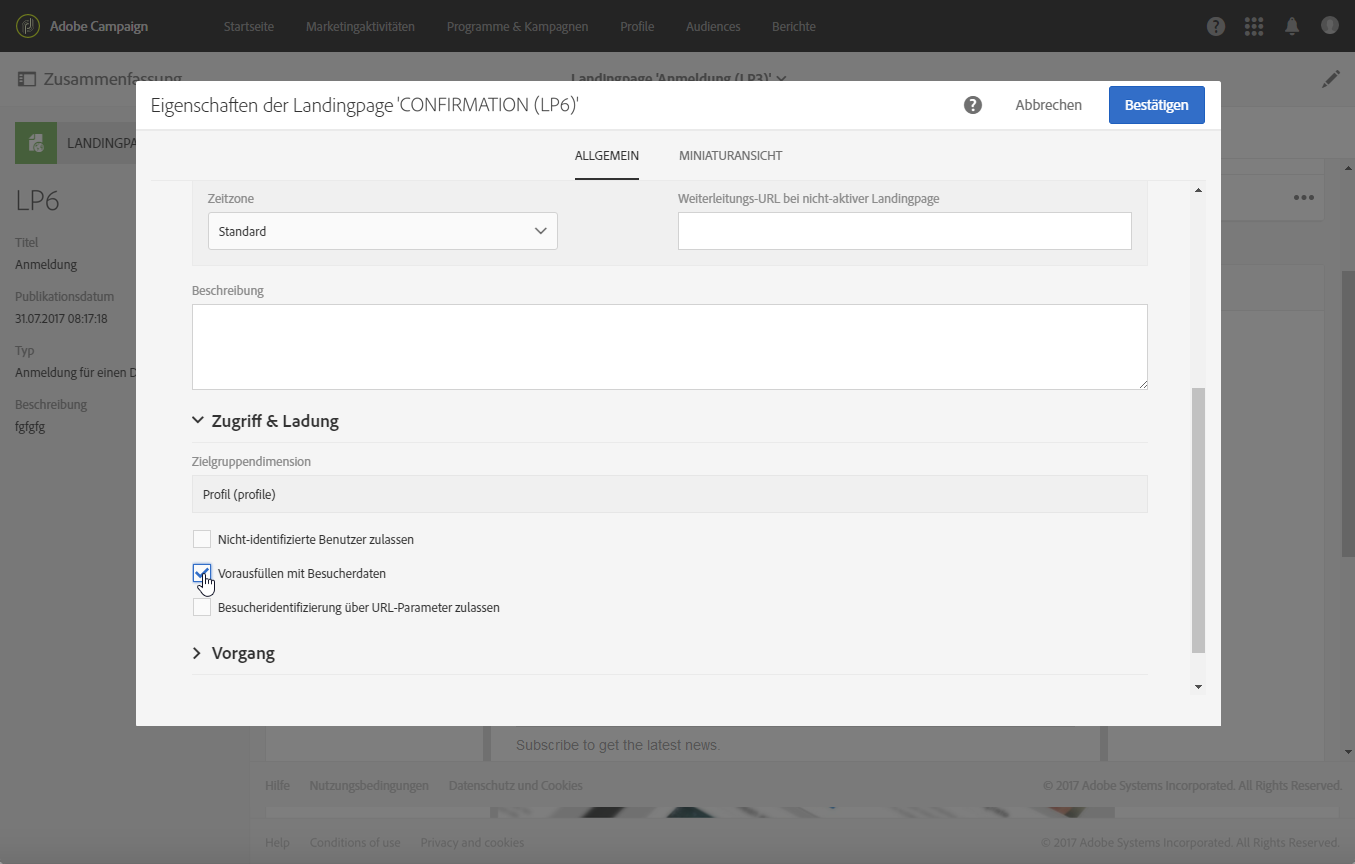 Adobe Campaign
Startseite
Marketingaktivitäten
Programme & Kampagnen
Profile
Audiences
Berichte
Zusammenfassung
Landingpage 'Anmeldung (LP3)'
Eigenschaften der Landingpage 'CONFIRMATION (LP6)'
Abbrechen
Bestätigen
LANDINGPA
ALLGEMEIN
MINIATURANSICHT
LP6
Titel
Anmeldung
Publikationsdatum
31.07.2017 08:17:18
Typ
Anmeldung für einen D
Beschreibung
fgfgfg
Zeitzone
Standard
Weiterleitungs-URL bei nicht-aktiver Landingpage
Beschreibung
Zugriff & Ladung
Zielgruppendimension
Profil (profile)
Nicht-identifizierte Benutzer zulassen
Vorausfüllen mit Besucherdaten
Besucheridentifizierung über URL-Parameter zulassen
Vorgang
Subscribe to get the latest news.
Hilfe
Nutzungsbedingungen
Datenschutz und Cookies
© 2017 Adobe Systems Incorporated. All Rights Reserved.
Help
Conditions of use
Privacy and cookies
© 2017 Adobe Systems Incorporated. All Rights Reserved.